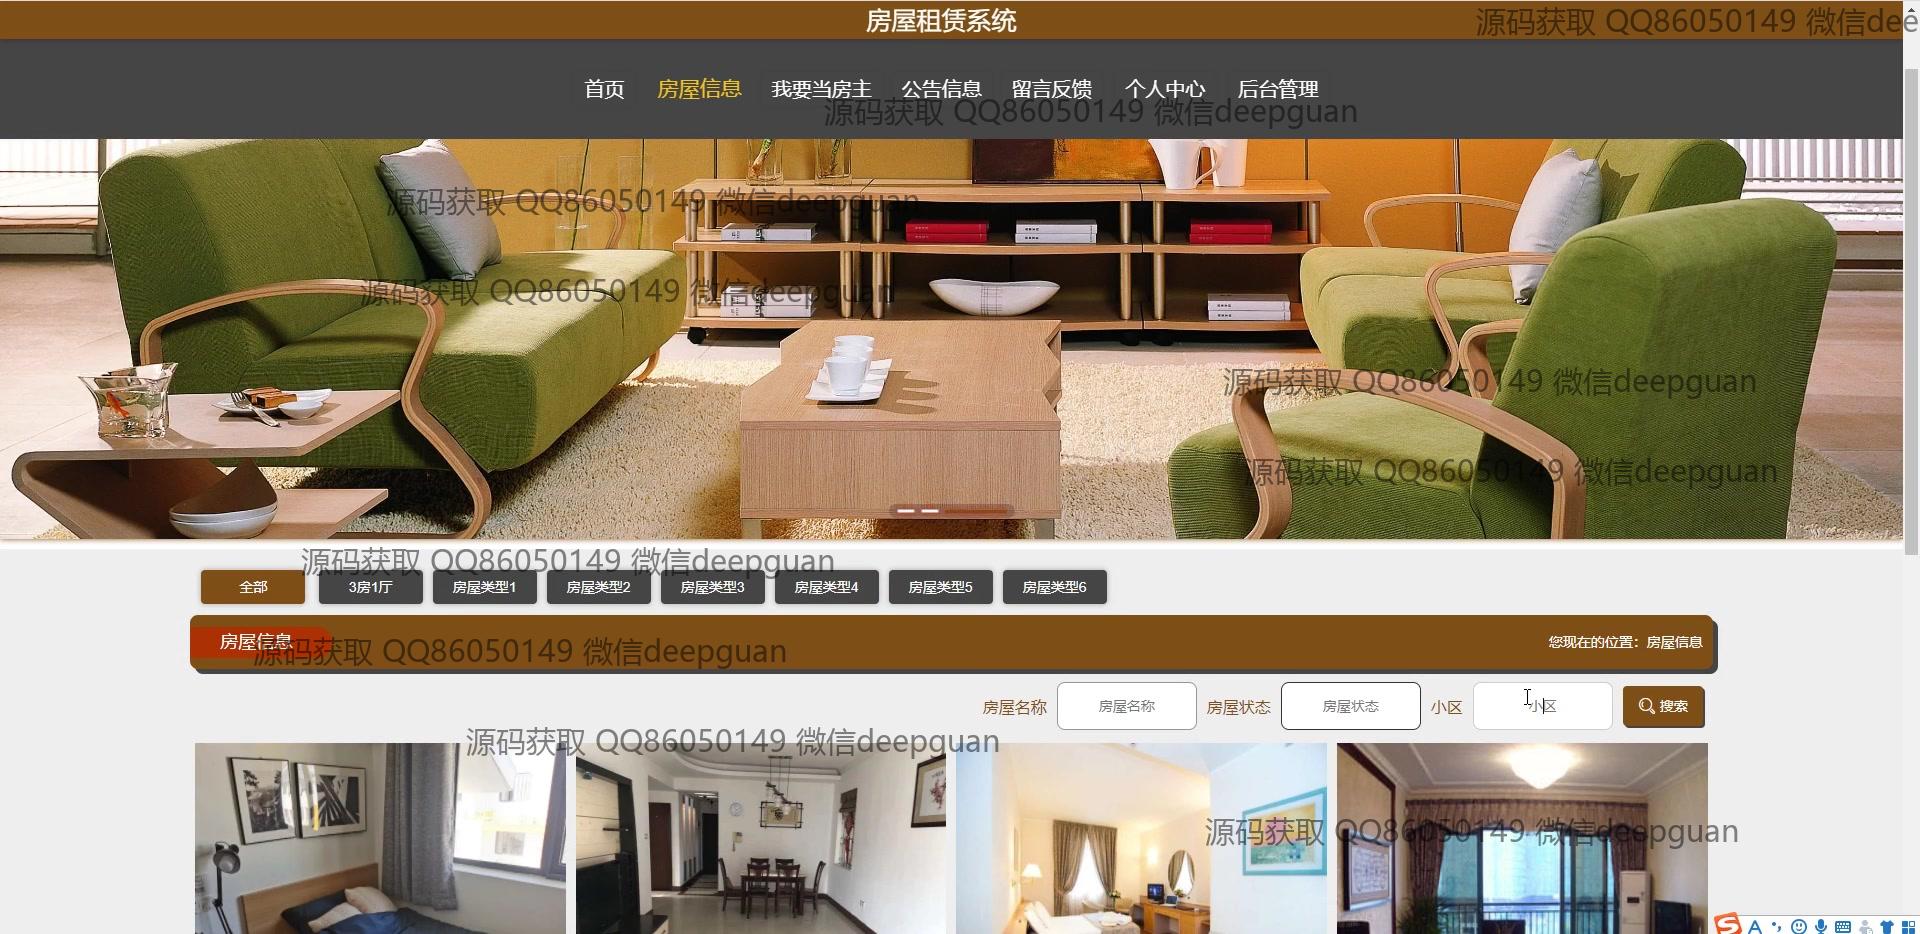 房屋租赁系统
源码获取 QQ86050149 微信dee
首页 房屋信息 我要当房主 公告信息 留言反馈 个人中心 后台管理
源码获取 QQ86050149 微信deepguan
源码获取 QQ86050149 微信deepguan
源码获取 QQ86050149 微信deepguan
源码获取 QQ86050149 微信deepguan
源码获取 QQ86050149 微信deepguan
源码获取 QQ86050149 微信deepguan
全部 3房1厅 房屋类型1 房屋类型2 房屋类型3 房屋类型4 房屋类型5 房屋类型6
房屋信息 您现在的位置：房屋信息
源码获取 QQ86050149 微信deepguan
房屋名称 房屋名称 房屋状态 房屋状态 小区 小区 搜索
源码获取 QQ86050149 微信deepguan
源码获取 QQ86050149 微信deepguan